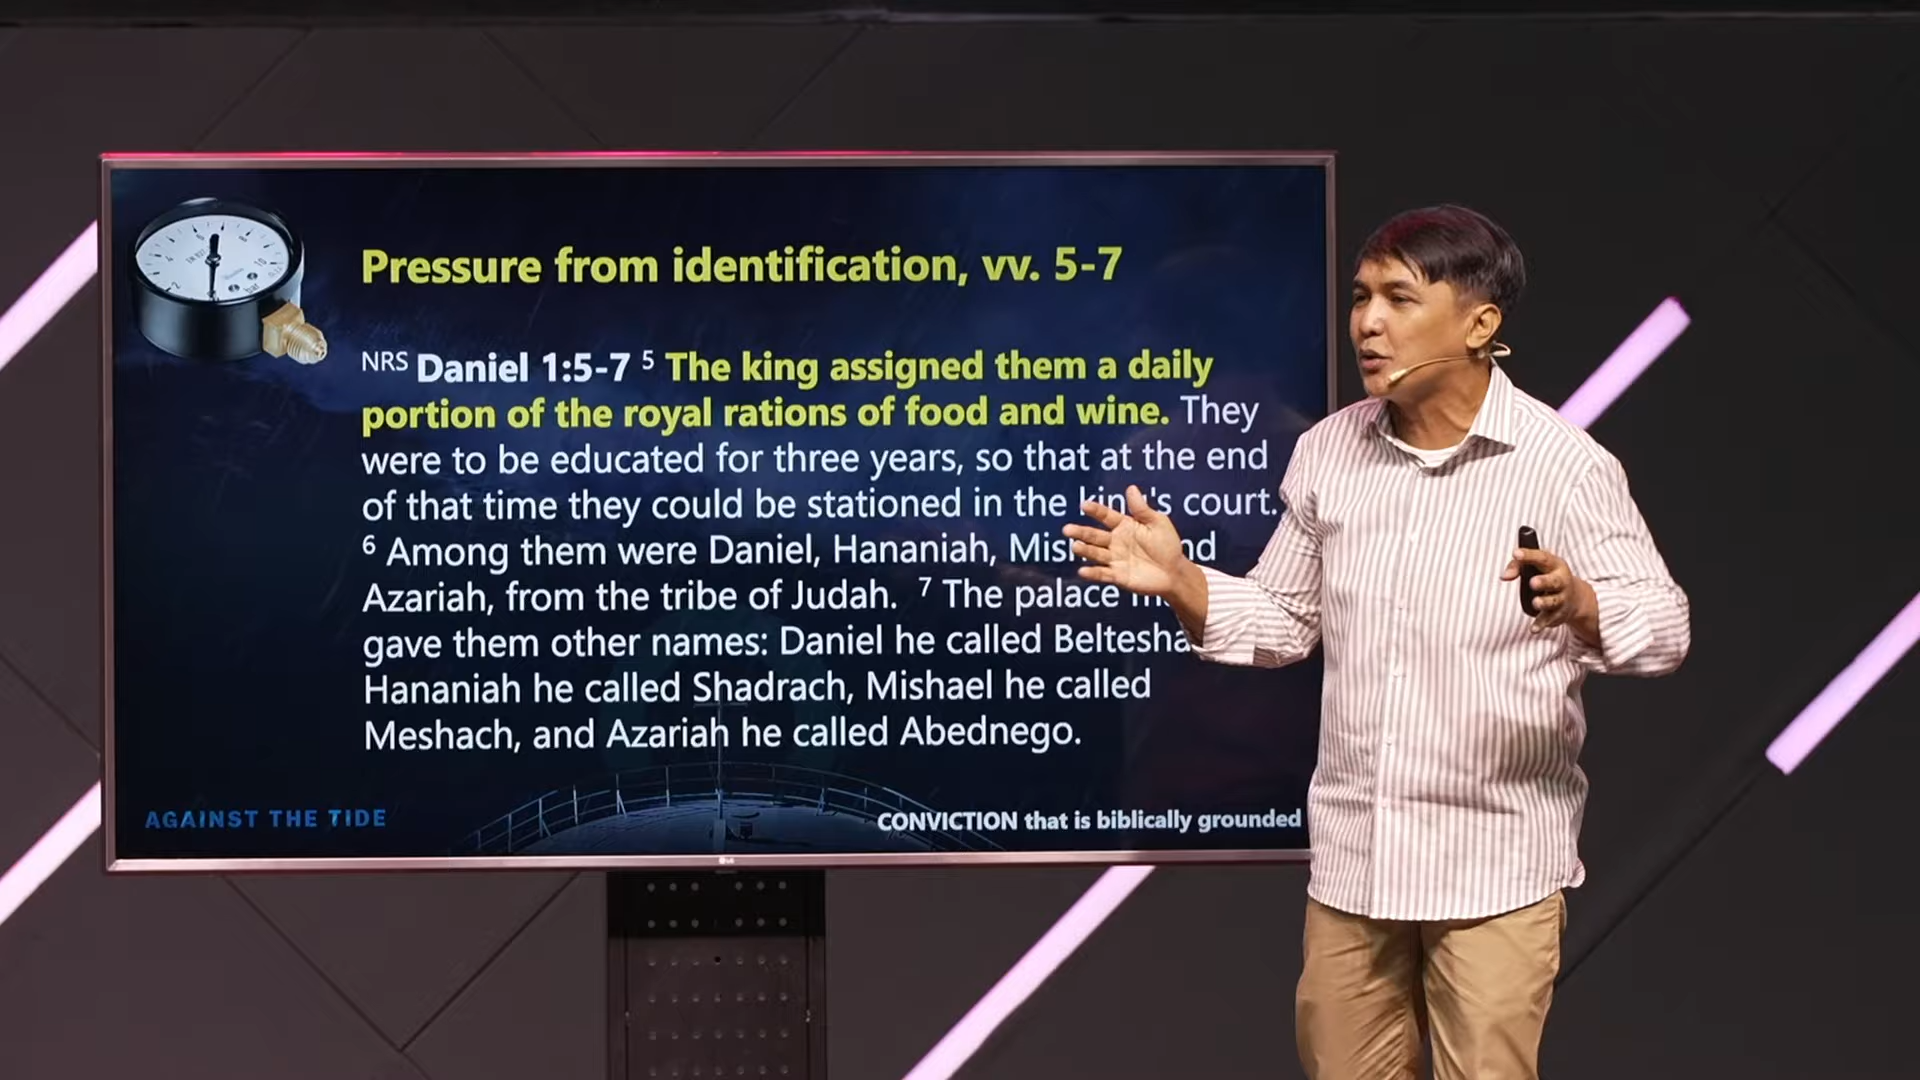 Pressure from identification, vv. 5-7
NRS Daniel 1:5-7 5 The king assigned them a daily
portion of the royal rations of food and wine. They
were to be educated for three years, so that at the end
of that time they could be stationed in the king's court.
6 Among them were Daniel, Hananiah,
Azariah, from the tribe of Judah. 7 The palace
gave them other names: Daniel he called
Hananiah he called Shadrach, Mishael he called
Meshach, and Azariah he called Abednego.
AGAINST THE TIDE
CONVICTION that is biblically grounded
LG
bar